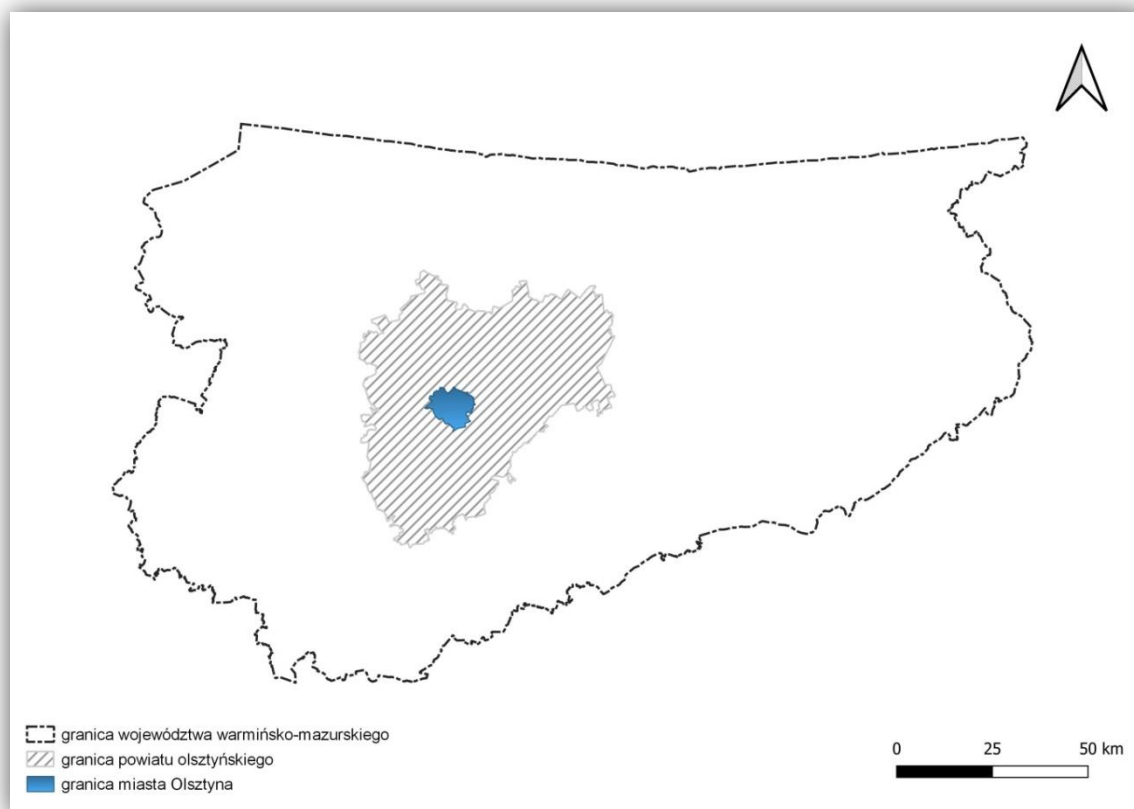 granica województwa warmińsko-mazurskiego
granica powiatu olsztyńskiego
granica miasta Olsztyna
0 25 50 km